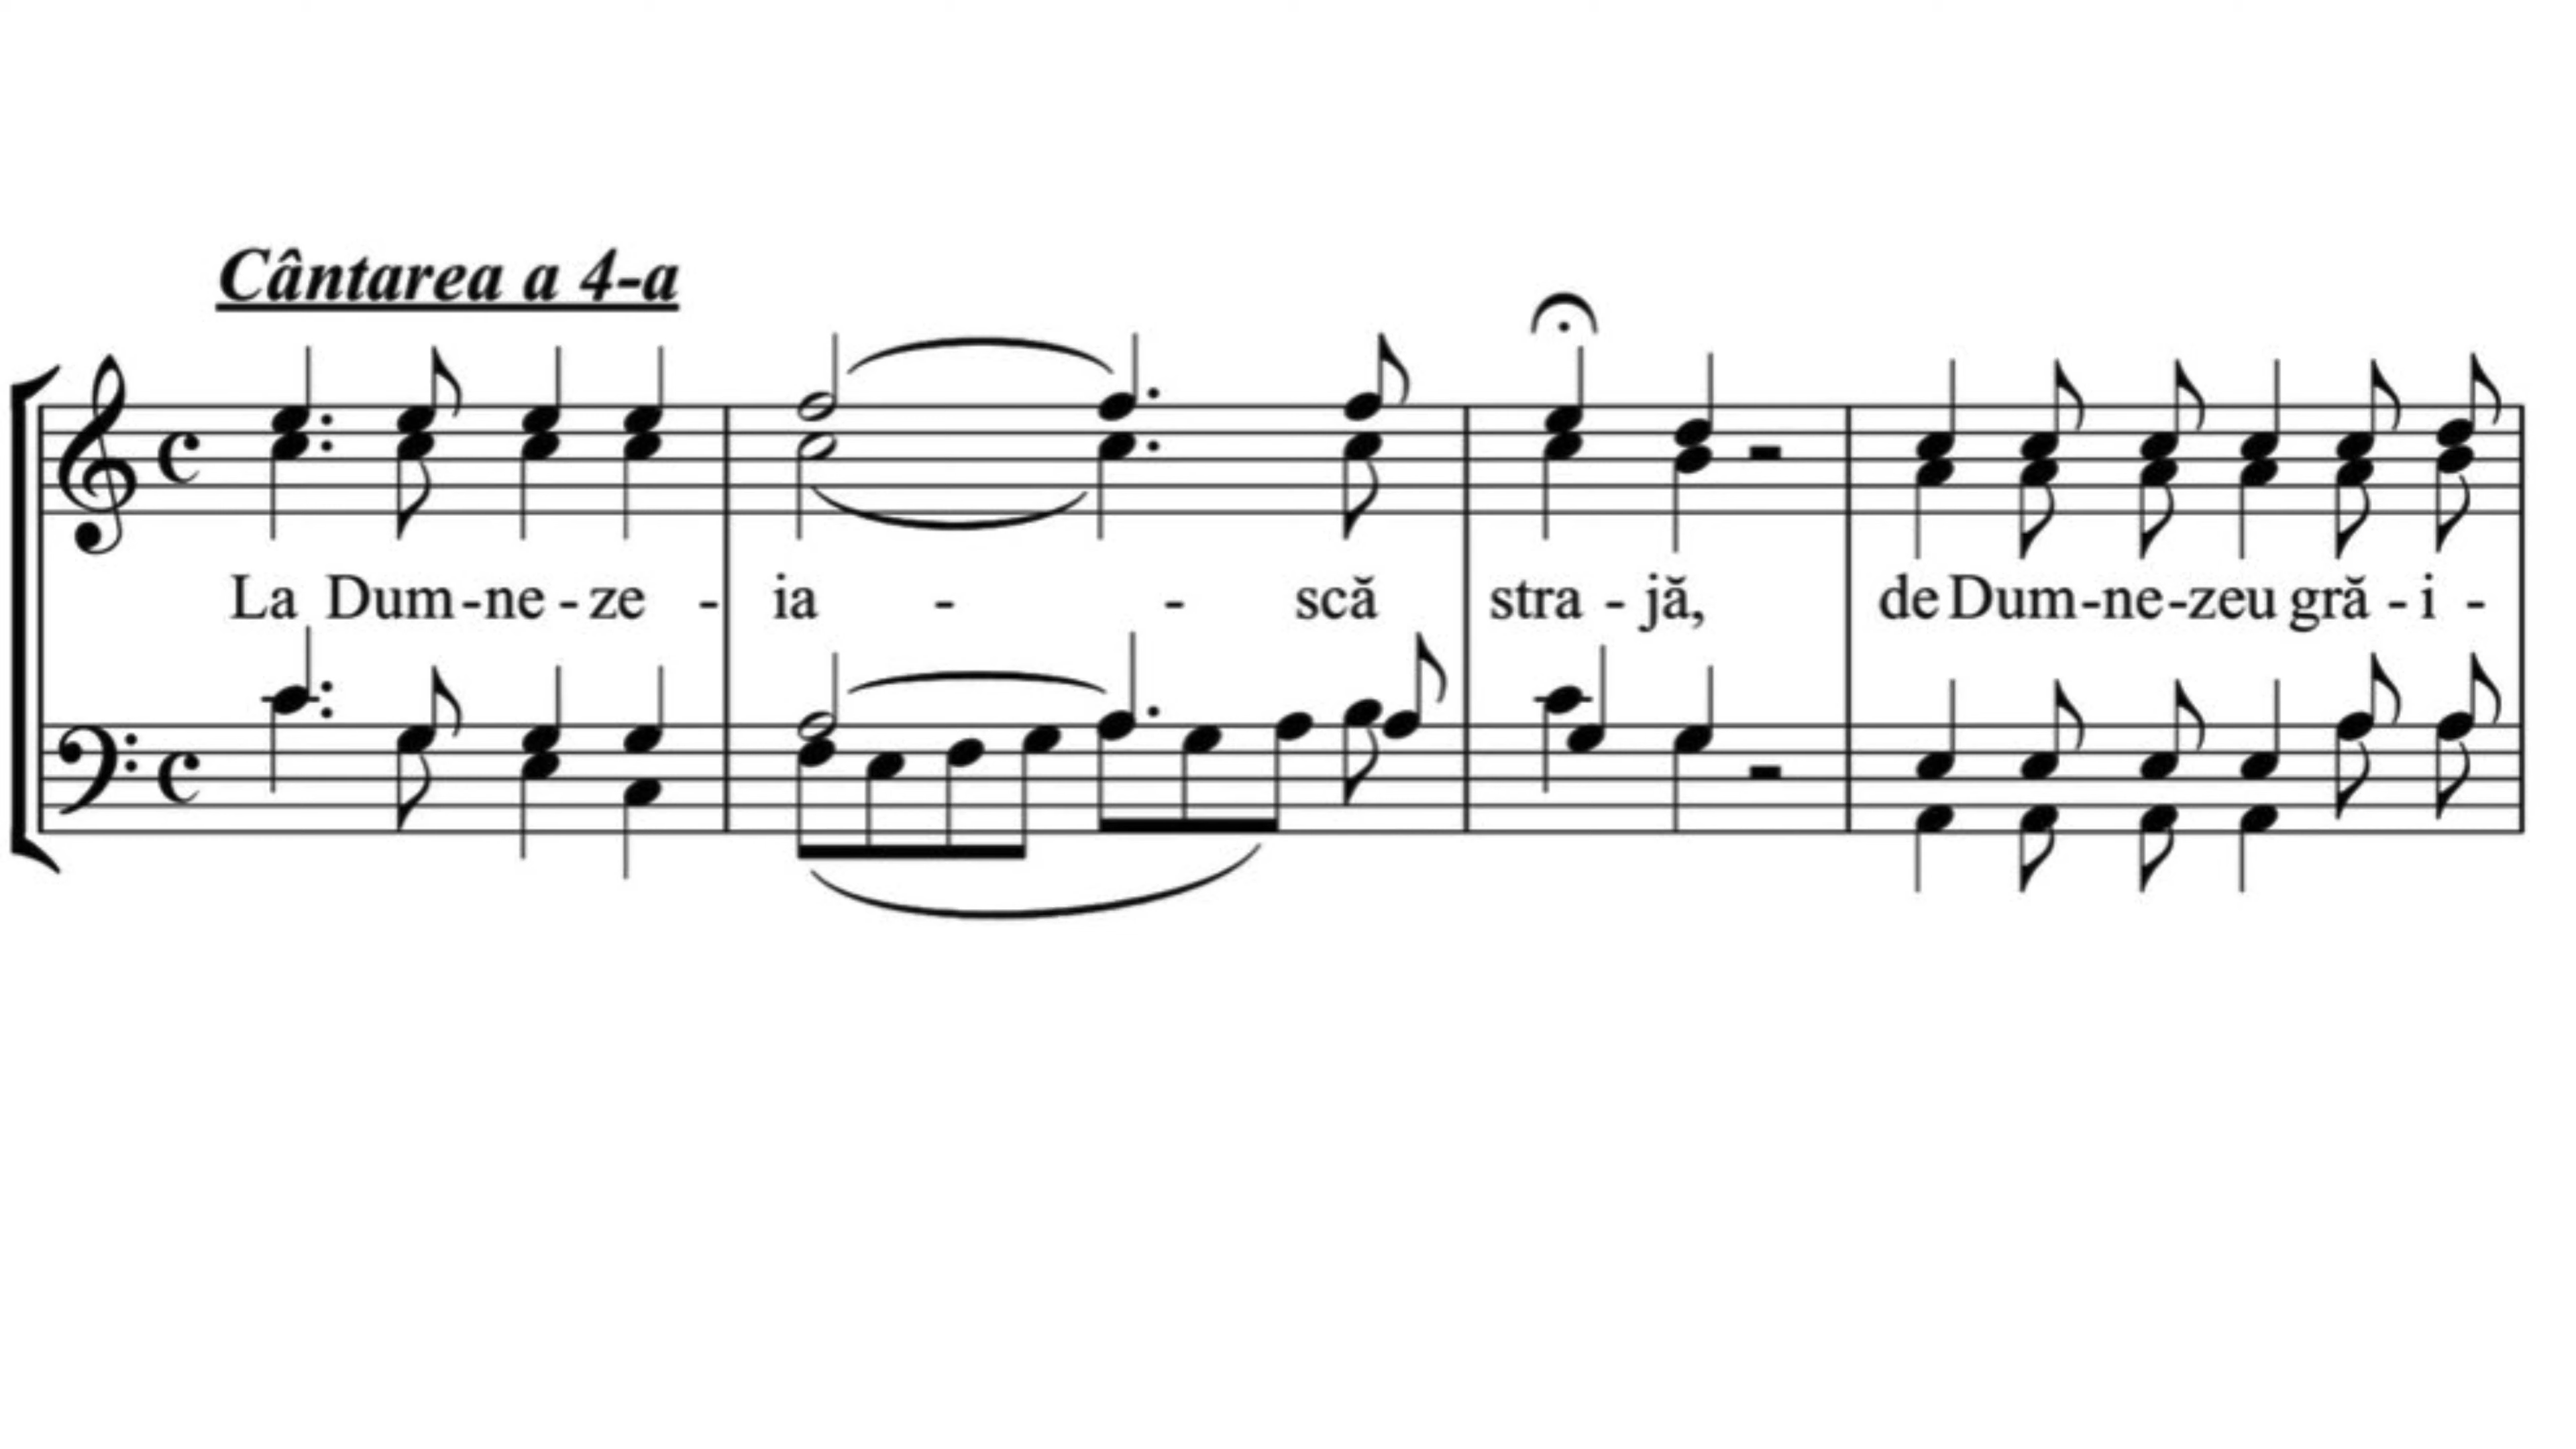 Cântarea a 4-a
La Dum-ne-ze - ia - - scă stra - jă, de Dum-ne-zeu gră - i -